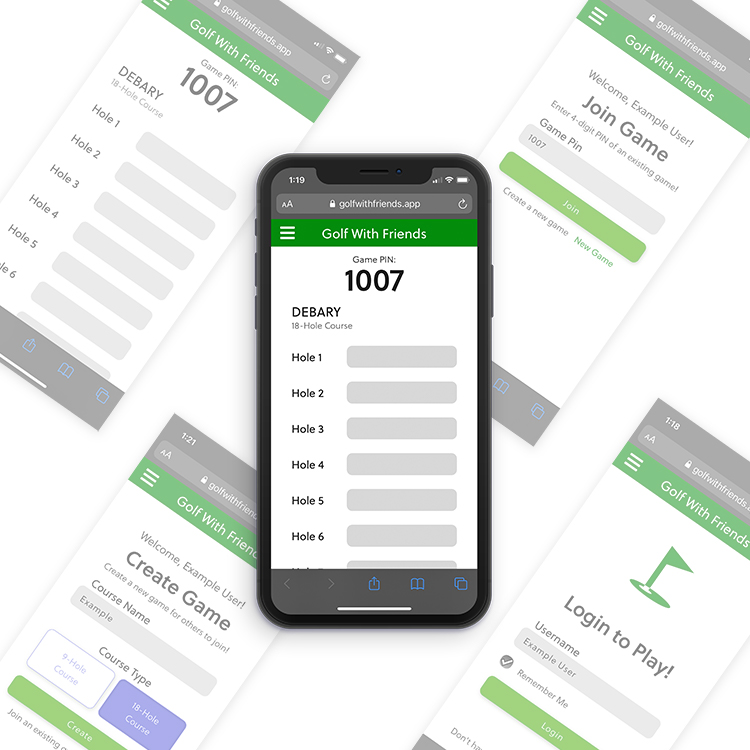 golfwithfriends.app
Golf With Friends
Game PIN:
1007
DEBARY
18-Hole Course
Hole 1
Hole 2
Hole 3
Hole 4
Hole 5
golfwithfriends.app
Golf With Friends
Welcome, Example User!
Join Game
Enter 4-digit PIN of an existing game!
Game Pin
1007
Join
Create a new game New Game
1:19
AA golfwithfriends.app
Golf With Friends
Game PIN:
1007
DEBARY
18-Hole Course
Hole 1
Hole 2
Hole 3
Hole 4
Hole 5
Hole 6
1:21
AA
golfwithfriends
Golf With Friends
Welcome, Example User!
Create Game
Create a new game for others to join!
Course Name
Example
Course Type
9-Hole
Course
18-Hole
Course
Create
Join an existing
1:18
AA
golfwithfriends
Golf With Friends
Login to Play!
Username
Example User
Remember Me
Login
Don't